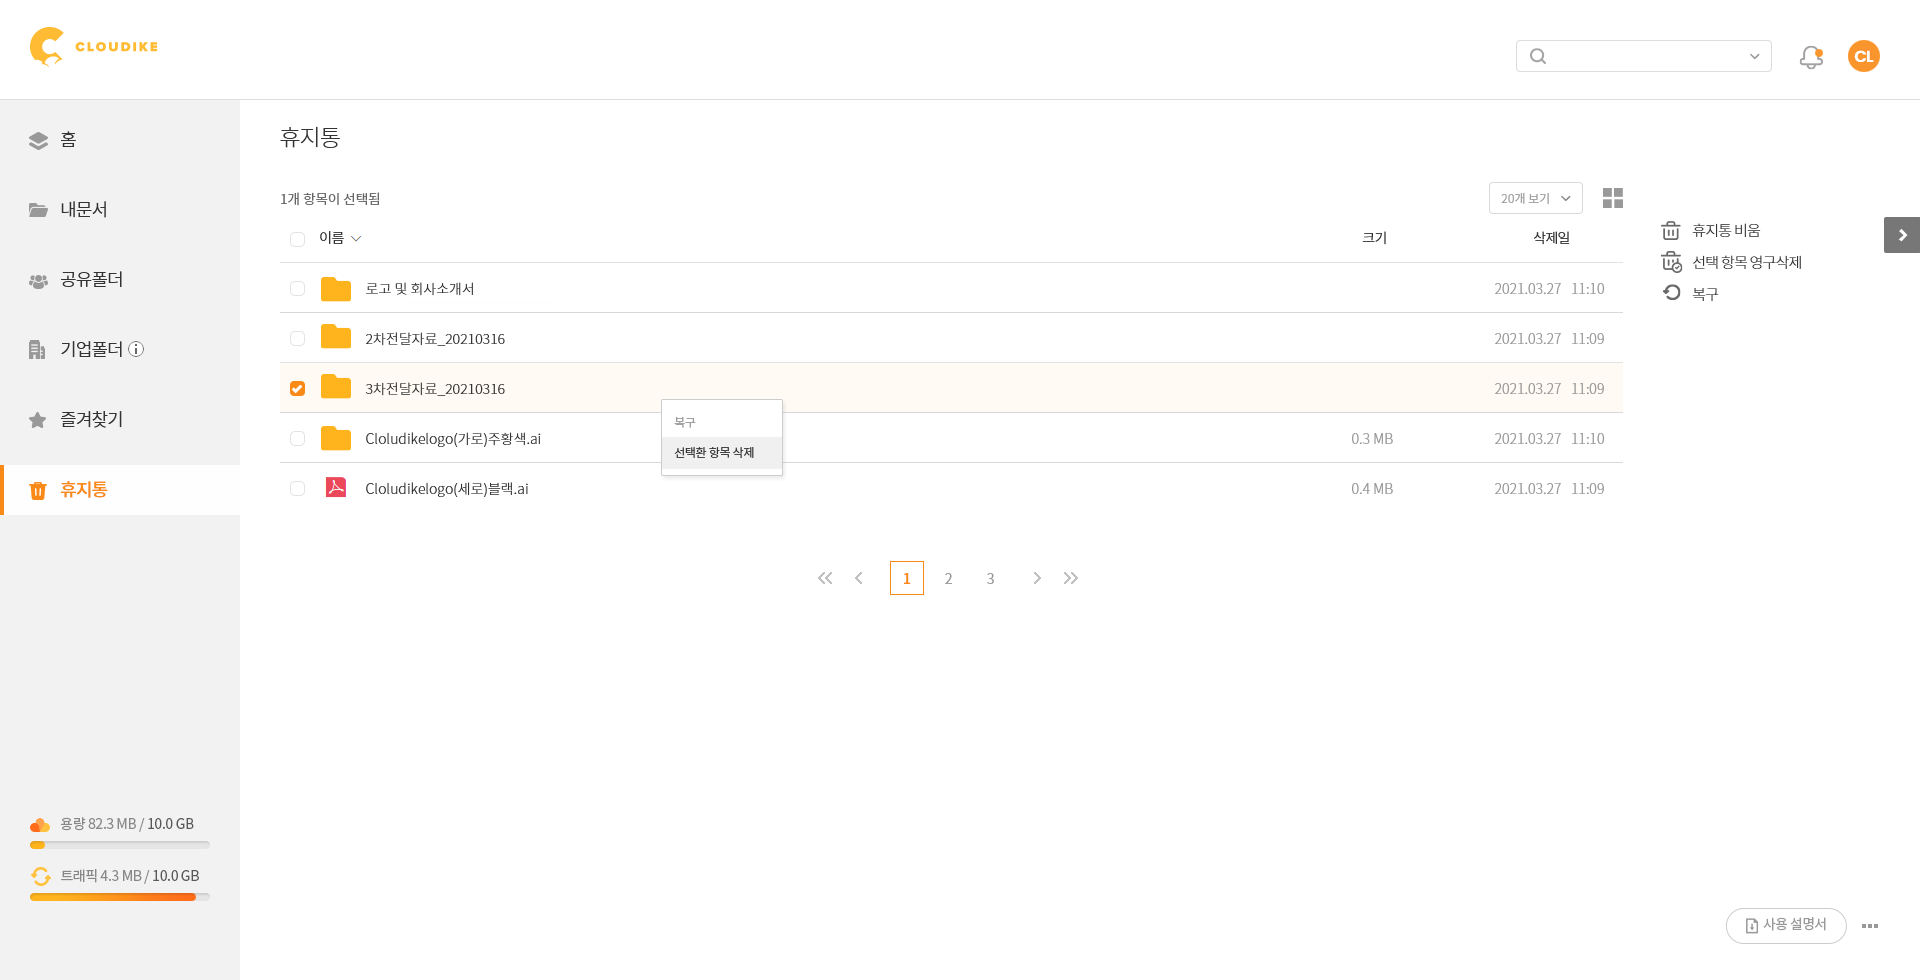 CLOUDIKE
CL
홈
내문서
공유폴더
기업폴더
즐겨찾기
휴지통
용량 82.3 MB / 10.0 GB
트래픽 4.3 MB / 10.0 GB
휴지통
1개 항목이 선택됨
20개 보기
이름 크기 삭제일
로고 및 회사소개서 2021.03.27 11:10
2차전달자료_20210316 2021.03.27 11:09
3차전달자료_20210316 2021.03.27 11:09
Cloludikelogo(가로)주황색.ai 0.3 MB 2021.03.27 11:10
Cloludikelogo(세로)블랙.ai 0.4 MB 2021.03.27 11:09
복구
선택환 항목 삭제
1 2 3
휴지통 비움
선택 항목 영구삭제
복구
사용 설명서